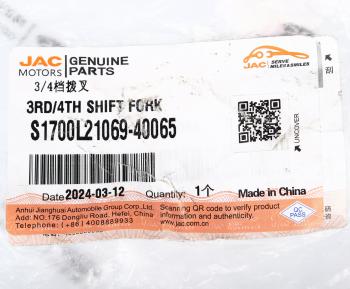 JAC MOTORS GENUINE PARTS
JAC SERVE MILES&SMILES
刮
3/4档拨叉
3RD/4TH SHIFT FORK
S1700L21069-40065
UNCOVER
Date 2024-03-12 Quantity: 1个 Made in China
Anhui Jianghuai Automobile Group Corp.,Ltd.
Add: NO.176 Dongliu Road, Hefei, China
Telephone: (+86) 4008889933
Scanning QR code to verify product
information and authenticity.
www.jac.com.cn
QC
PASS